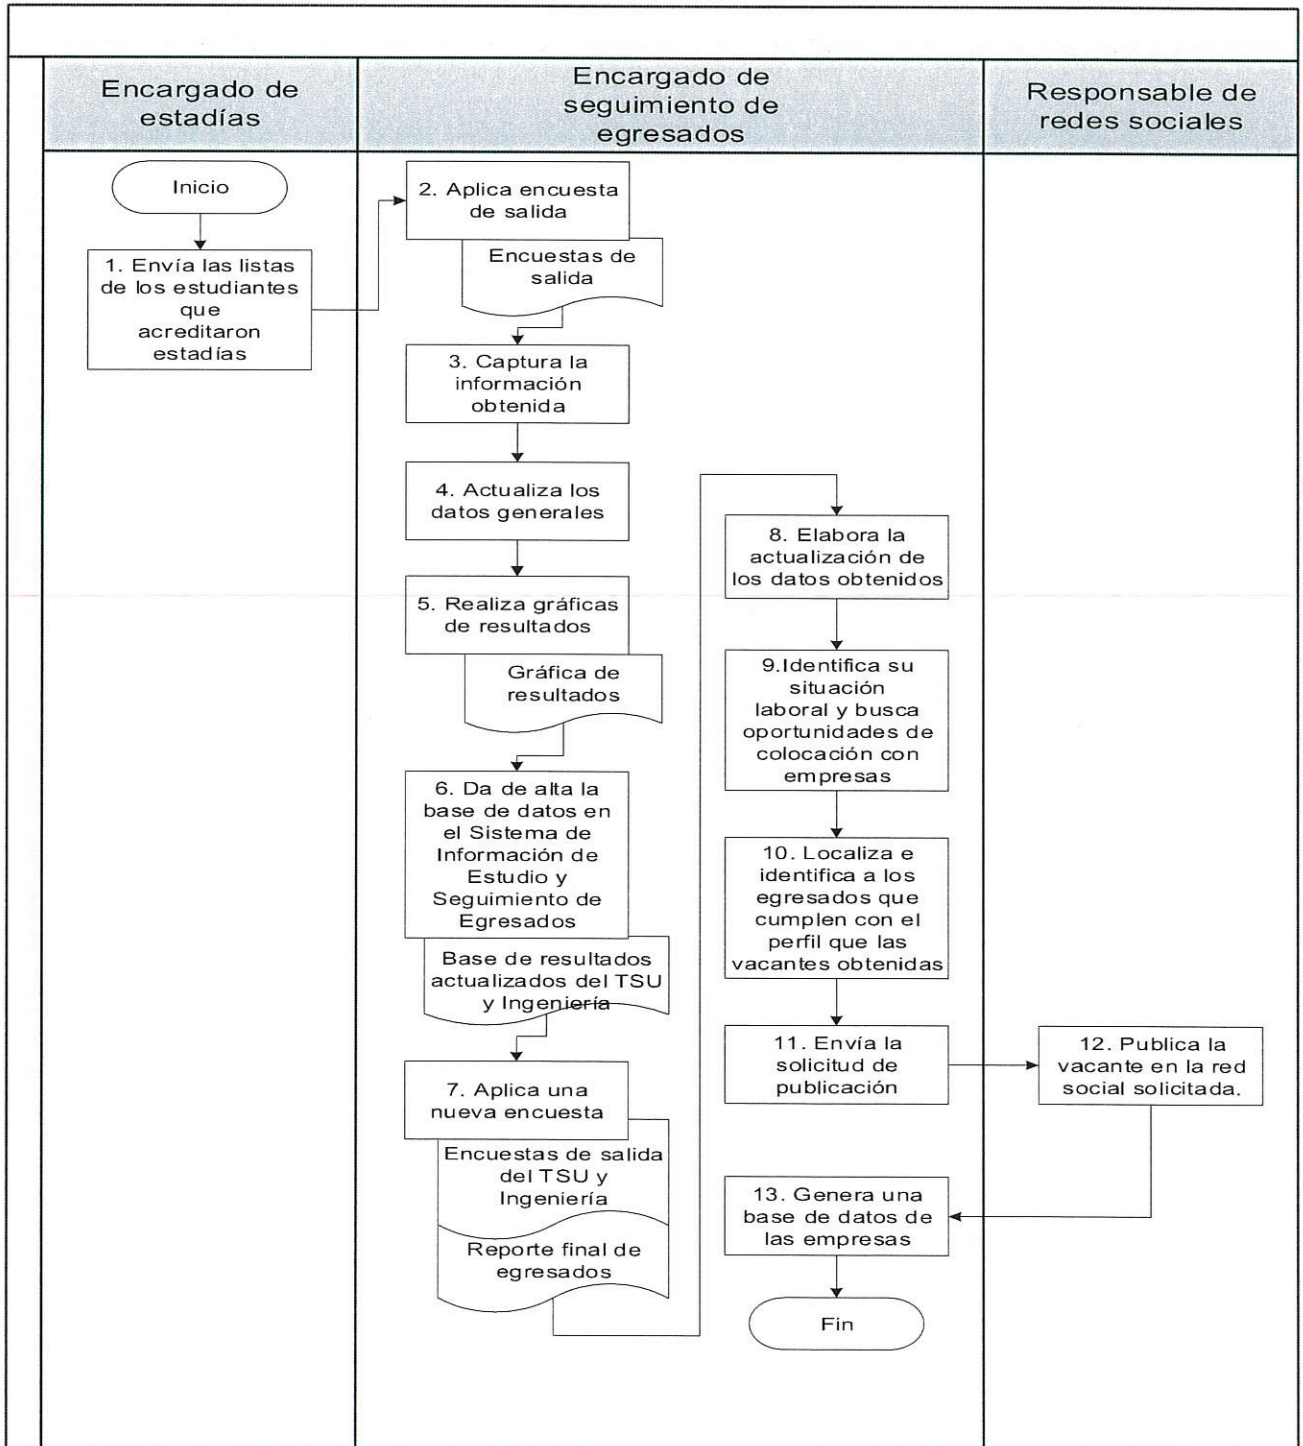 Encargado de
estadías
Encargado de
seguimiento de
egresados
Responsable de
redes sociales
Inicio
1. Envía las listas
de los estudiantes
que
acreditaron
estadías
2. Aplica encuesta
de salida
Encuestas de
salida
3. Captura la
información
obtenida
4. Actualiza los
datos generales
5. Realiza gráficas
de resultados
Gráfica de
resultados
6. Da de alta la
base de datos en
el Sistema de
Información de
Estudio y
Seguimiento de
Egresados
Base de resultados
actualizados del TSU
y Ingeniería
7. Aplica una
nueva encuesta
Encuestas de salida
del TSU y
Ingeniería
Reporte final de
egresados
8. Elabora la
actualización de
los datos obtenidos
9.Identifica su
situación
laboral y busca
oportunidades de
colocación con
empresas
10. Localiza e
identifica a los
egresados que
cumplen con el
perfil que las
vacantes obtenidas
11. Envía la
solicitud de
publicación
12. Publica la
vacante en la red
social solicitada.
13. Genera una
base de datos de
las empresas
Fin